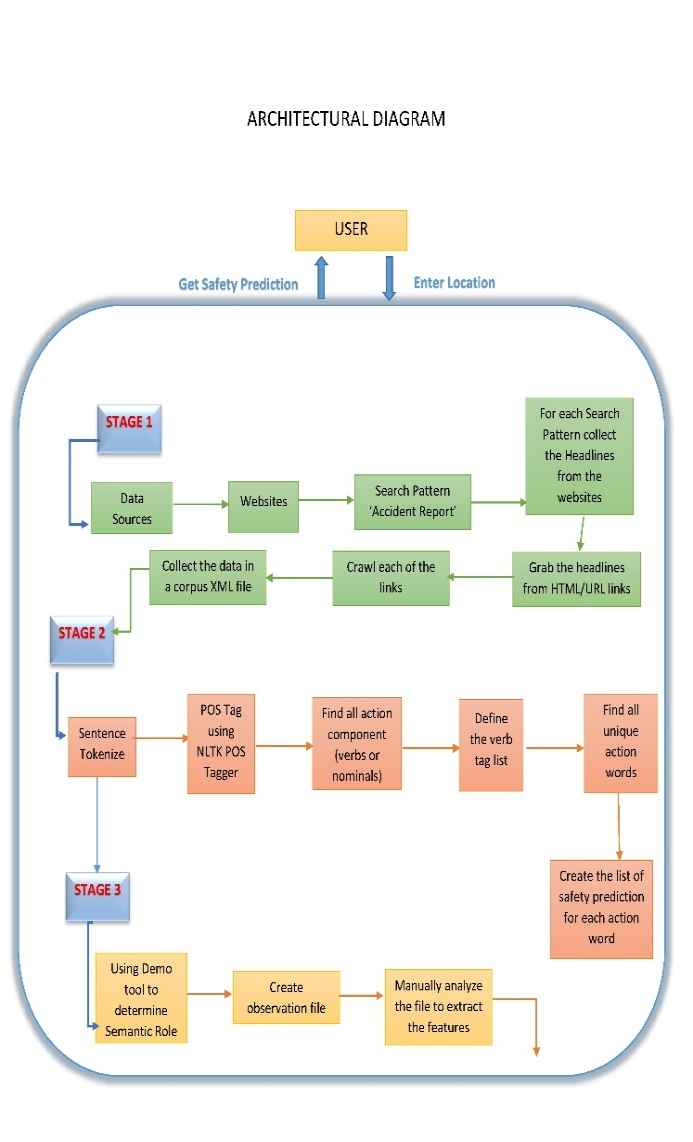 ARCHITECTURAL DIAGRAM
USER
Get Safety Prediction
Enter Location
STAGE 1
Data
Sources
Websites
Search Pattern
‘Accident Report’
For each Search
Pattern collect
the Headlines
from the
websites
Grab the headlines
from HTML/URL links
Crawl each of the
links
Collect the data in
a corpus XML file
STAGE 2
Sentence
Tokenize
POS Tag
using
NLTK POS
Tagger
Find all action
component
(verbs or
nominals)
Define
the verb
tag list
Find all
unique
action
words
Create the list of
safety prediction
for each action
word
STAGE 3
Using Demo
tool to
determine
Semantic Role
Create
observation file
Manually analyze
the file to extract
the features